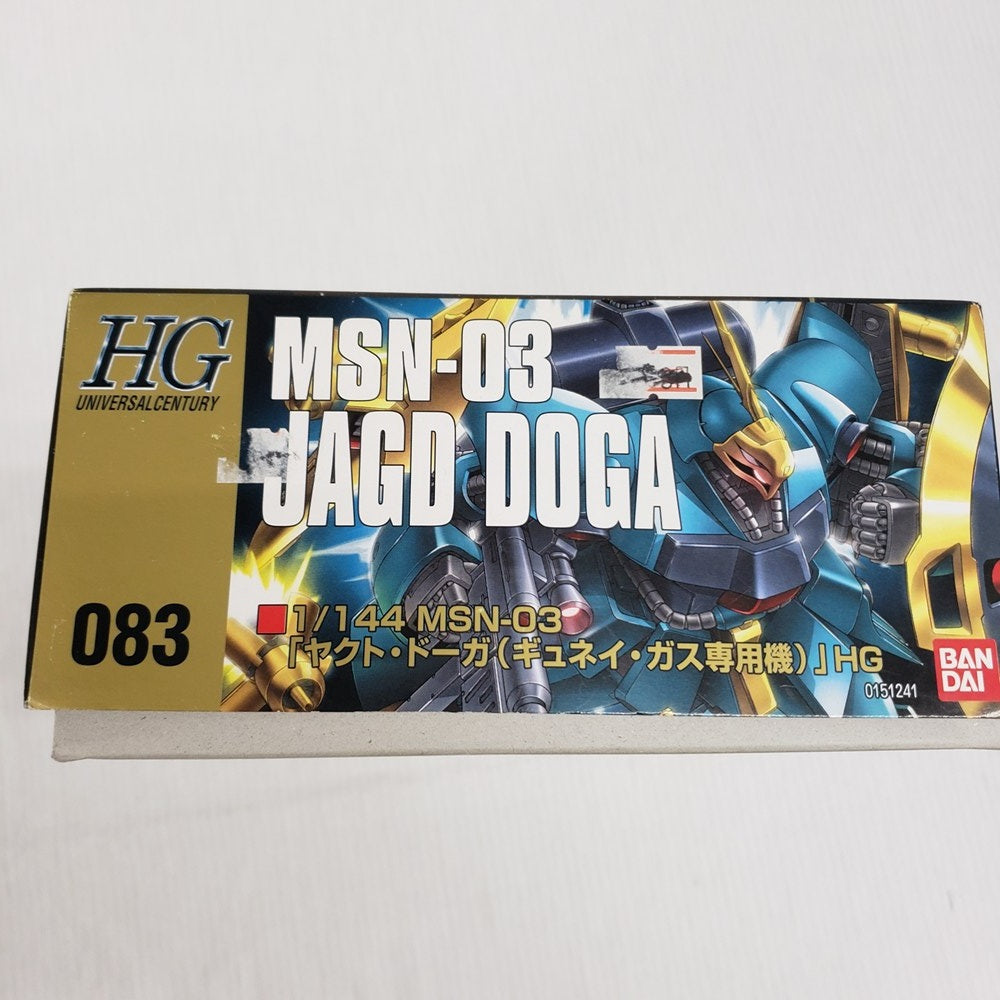 HG
UNIVERSAL CENTURY
MSN-03
JAGD DOGA
083
■1/144 MSN-03
「ヤクト・ドーガ(ギュネイ・ガス専用機)」HG
0151241
BAN
DAI